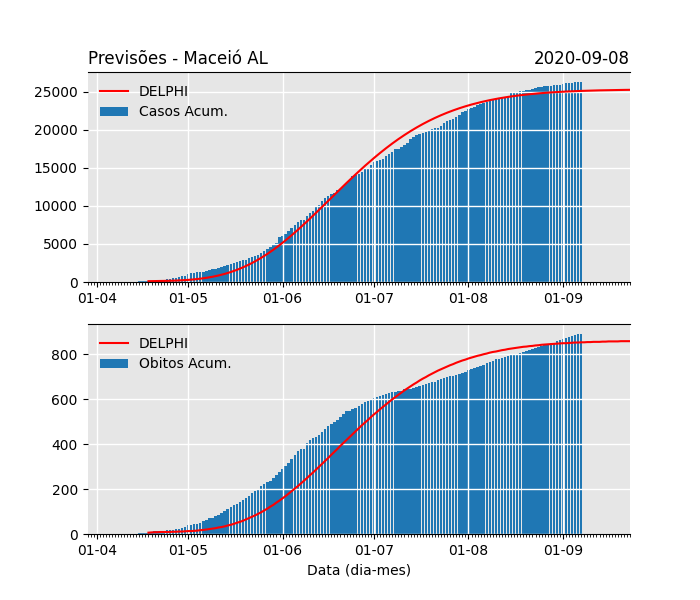 Previsões - Maceió AL 2020-09-08
DELPHI
Casos Acum.
25000
20000
15000
10000
5000
0
01-04 01-05 01-06 01-07 01-08 01-09
DELPHI
Obitos Acum.
800
600
400
200
0
01-04 01-05 01-06 01-07 01-08 01-09
Data (dia-mes)